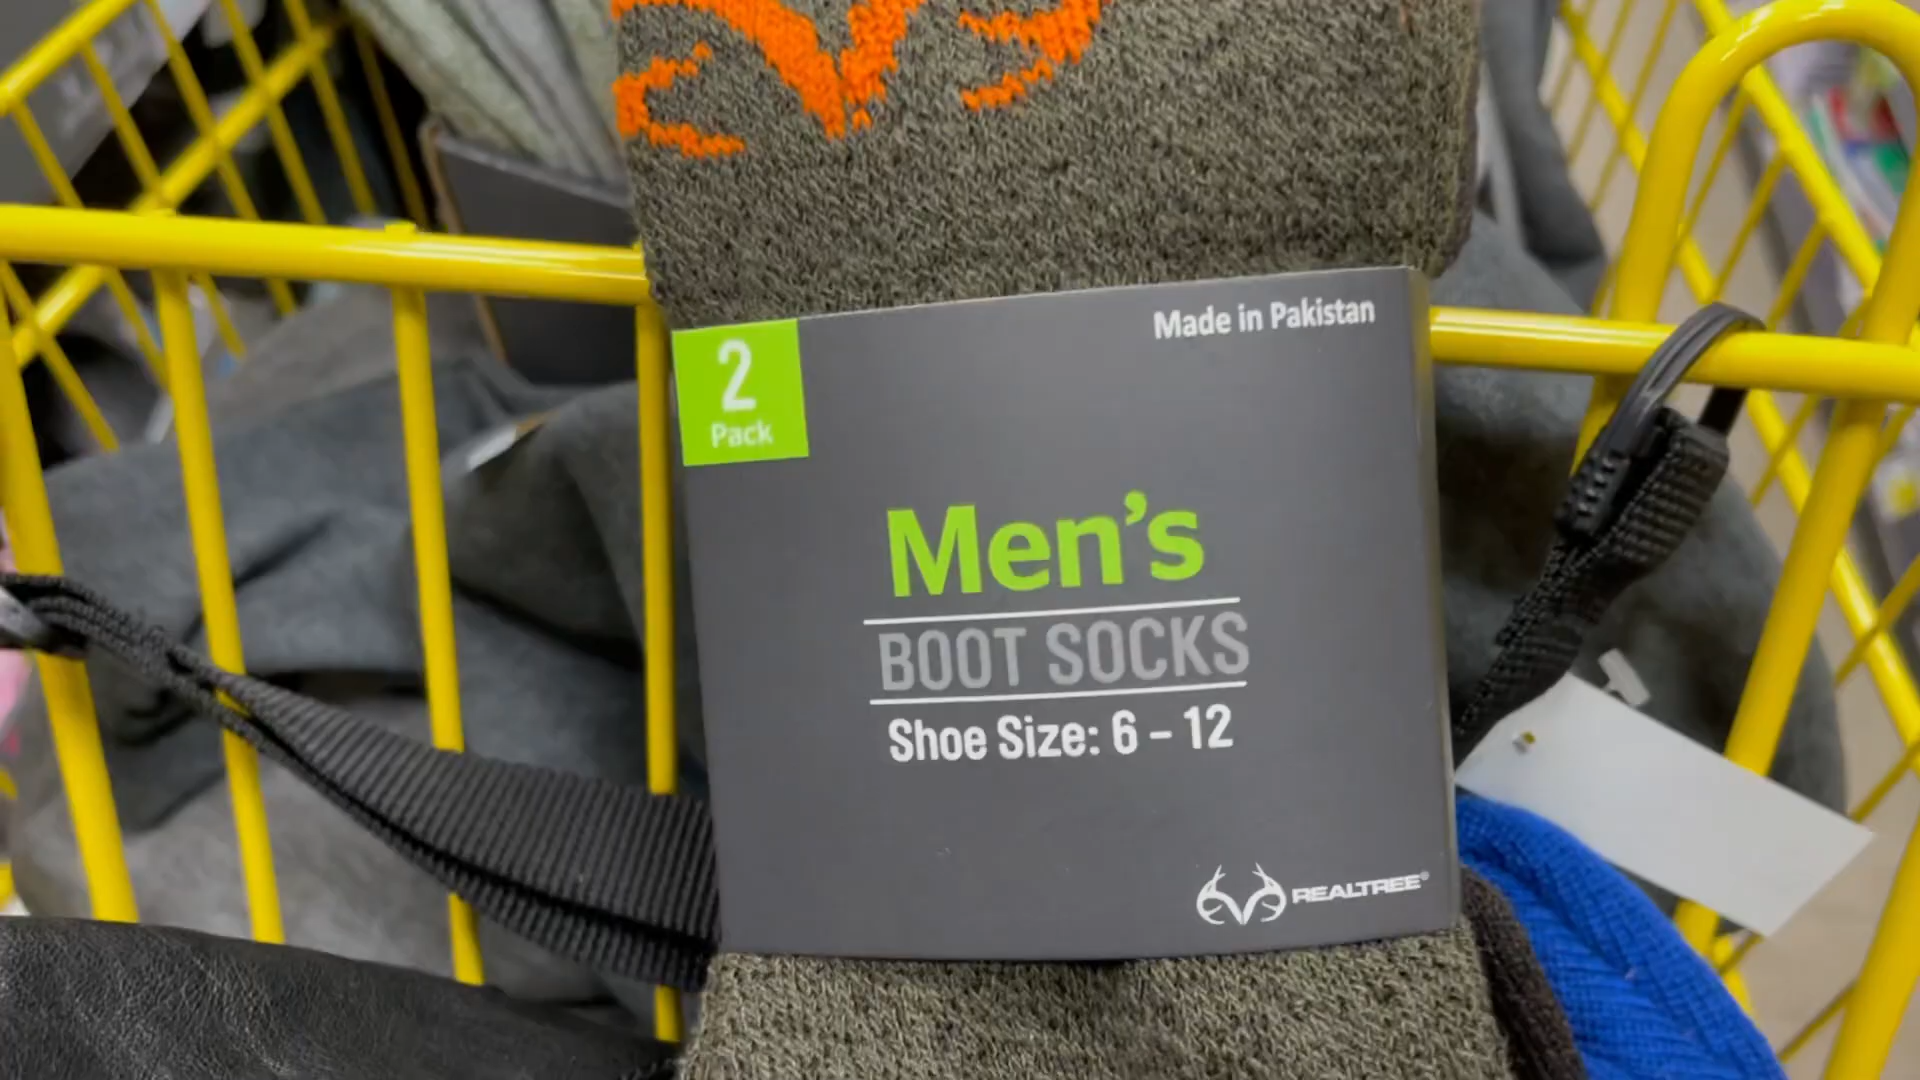 Made in Pakistan
2
Pack
Men's
BOOT SOCKS
Shoe Size: 6 – 12
REALTREE®